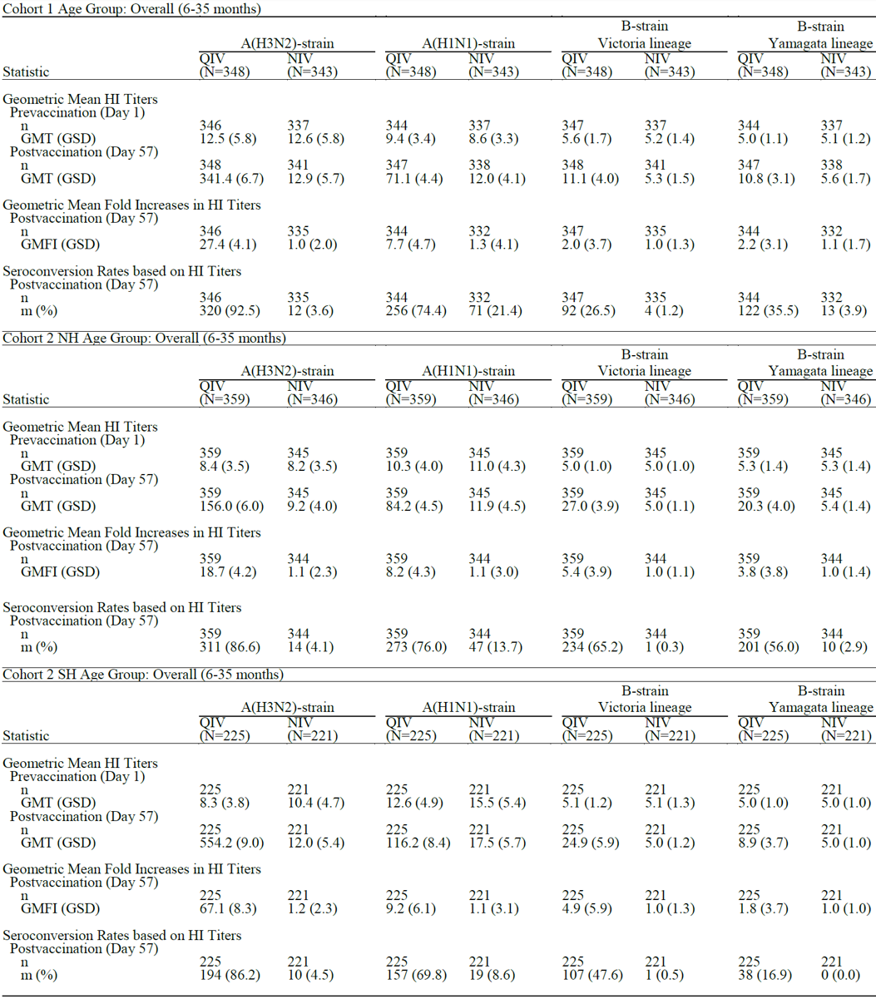 Cohort 1 Age Group: Overall (6-35 months)
B-strain B-strain
A(H3N2)-strain A(H1N1)-strain Victoria lineage Yamagata lineage
QIV NIV QIV NIV QIV NIV QIV NIV
Statistic (N=348) (N=343) (N=348) (N=343) (N=348) (N=343) (N=348) (N=343)
Geometric Mean HI Titers
Prevaccination (Day 1)
n 346 337 344 337 347 337 344 337
GMT (GSD) 12.5 (5.8) 12.6 (5.8) 9.4 (3.4) 8.6 (3.3) 5.6 (1.7) 5.2 (1.4) 5.0 (1.1) 5.1 (1.2)
Postvaccination (Day 57)
n 348 341 347 338 348 341 347 338
GMT (GSD) 341.4 (6.7) 12.9 (5.7) 71.1 (4.4) 12.0 (4.1) 11.1 (4.0) 5.3 (1.5) 10.8 (3.1) 5.6 (1.7)
Geometric Mean Fold Increases in HI Titers
Postvaccination (Day 57)
n 346 335 344 332 347 335 344 332
GMFI (GSD) 27.4 (4.1) 1.0 (2.0) 7.7 (4.7) 1.3 (4.1) 2.0 (3.7) 1.0 (1.3) 2.2 (3.1) 1.1 (1.7)
Seroconversion Rates based on HI Titers
Postvaccination (Day 57)
n 346 335 344 332 347 335 344 332
m (%) 320 (92.5) 12 (3.6) 256 (74.4) 71 (21.4) 92 (26.5) 4 (1.2) 122 (35.5) 13 (3.9)
Cohort 2 NH Age Group: Overall (6-35 months)
B-strain B-strain
A(H3N2)-strain A(H1N1)-strain Victoria lineage Yamagata lineage
QIV NIV QIV NIV QIV NIV QIV NIV
Statistic (N=359) (N=346) (N=359) (N=346) (N=359) (N=346) (N=359) (N=346)
Geometric Mean HI Titers
Prevaccination (Day 1)
n 359 345 359 345 359 345 359 345
GMT (GSD) 8.4 (3.5) 8.2 (3.5) 10.3 (4.0) 11.0 (4.3) 5.0 (1.0) 5.0 (1.0) 5.3 (1.4) 5.3 (1.4)
Postvaccination (Day 57)
n 359 345 359 345 359 345 359 345
GMT (GSD) 156.0 (6.0) 9.2 (4.0) 84.2 (4.5) 11.9 (4.5) 27.0 (3.9) 5.0 (1.1) 20.3 (4.0) 5.4 (1.4)
Geometric Mean Fold Increases in HI Titers
Postvaccination (Day 57)
n 359 344 359 344 359 344 359 344
GMFI (GSD) 18.7 (4.2) 1.1 (2.3) 8.2 (4.3) 1.1 (3.0) 5.4 (3.9) 1.0 (1.1) 3.8 (3.8) 1.0 (1.4)
Seroconversion Rates based on HI Titers
Postvaccination (Day 57)
n 359 344 359 344 359 344 359 344
m (%) 311 (86.6) 14 (4.1) 273 (76.0) 47 (13.7) 234 (65.2) 1 (0.3) 201 (56.0) 10 (2.9)
Cohort 2 SH Age Group: Overall (6-35 months)
B-strain B-strain
A(H3N2)-strain A(H1N1)-strain Victoria lineage Yamagata lineage
QIV NIV QIV NIV QIV NIV QIV NIV
Statistic (N=225) (N=221) (N=225) (N=221) (N=225) (N=221) (N=225) (N=221)
Geometric Mean HI Titers
Prevaccination (Day 1)
n 225 221 225 221 225 221 225 221
GMT (GSD) 8.3 (3.8) 10.4 (4.7) 12.6 (4.9) 15.5 (5.4) 5.1 (1.2) 5.1 (1.3) 5.0 (1.0) 5.0 (1.0)
Postvaccination (Day 57)
n 225 221 225 221 225 221 225 221
GMT (GSD) 554.2 (9.0) 12.0 (5.4) 116.2 (8.4) 17.5 (5.7) 24.9 (5.9) 5.0 (1.2) 8.9 (3.7) 5.0 (1.0)
Geometric Mean Fold Increases in HI Titers
Postvaccination (Day 57)
n 225 221 225 221 225 221 225 221
GMFI (GSD) 67.1 (8.3) 1.2 (2.3) 9.2 (6.1) 1.1 (3.1) 4.9 (5.9) 1.0 (1.3) 1.8 (3.7) 1.0 (1.0)
Seroconversion Rates based on HI Titers
Postvaccination (Day 57)
n 225 221 225 221 225 221 225 221
m (%) 194 (86.2) 10 (4.5) 157 (69.8) 19 (8.6) 107 (47.6) 1 (0.5) 38 (16.9) 0 (0.0)